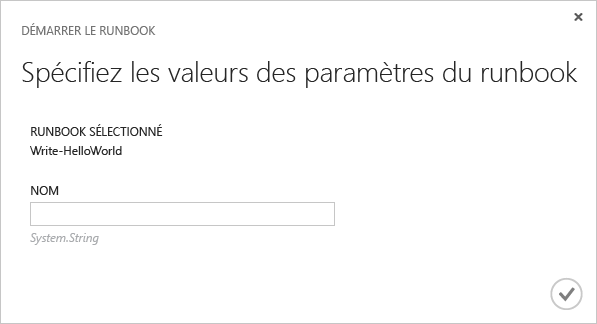 DÉMARRER LE RUNBOOK
Spécifiez les valeurs des paramètres du runbook
RUNBOOK SÉLECTIONNÉ
Write-HelloWorld
NOM
System.String